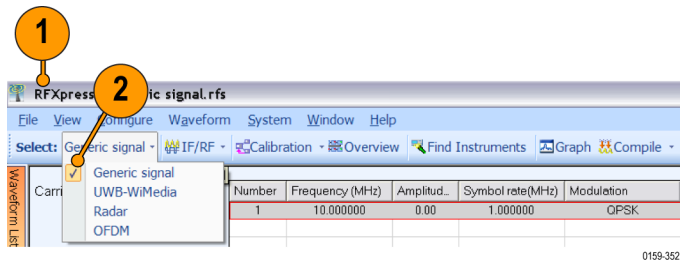 1
2
RFXpress ic signal.rfs
File View Configure Waveform System Window Help
Select: Generic signal IF/RF Calibration Overview Find Instruments Graph Compile
Waveform List
Carri
Generic signal
UWB-WiMedia
Radar
OFDM
Number Frequency (MHz) Amplitud... Symbol rate(MHz) Modulation
1 10.000000 0.00 1.000000 QPSK
0159-352